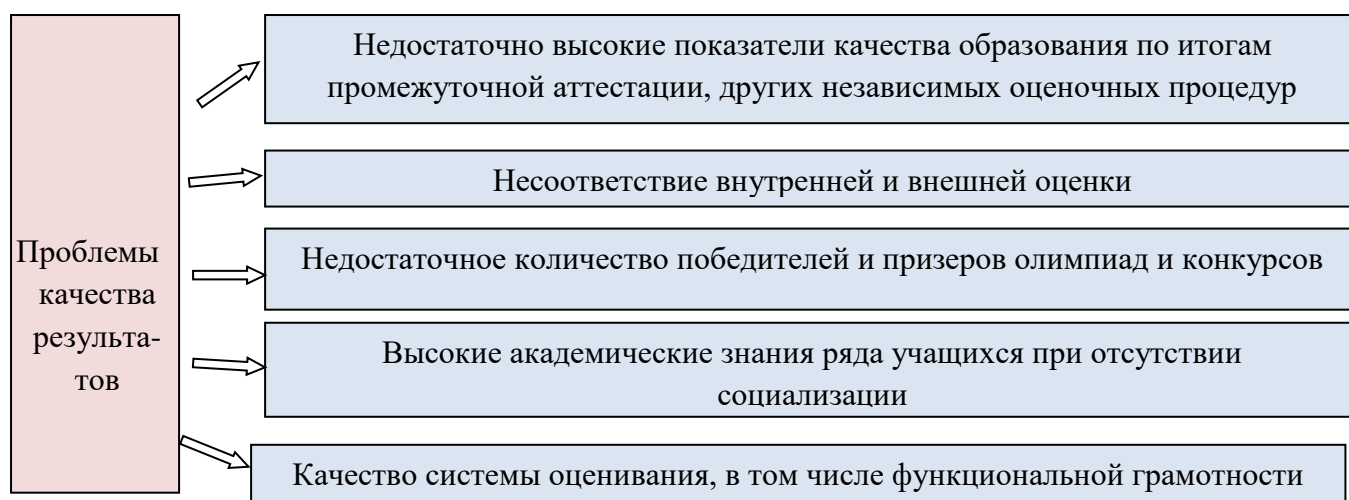 Проблемы
качества
результа-
тов
Недостаточно высокие показатели качества образования по итогам
промежуточной аттестации, других независимых оценочных процедур
Несоответствие внутренней и внешней оценки
Недостаточное количество победителей и призеров олимпиад и конкурсов
Высокие академические знания ряда учащихся при отсутствии
социализации
Качество системы оценивания, в том числе функциональной грамотности